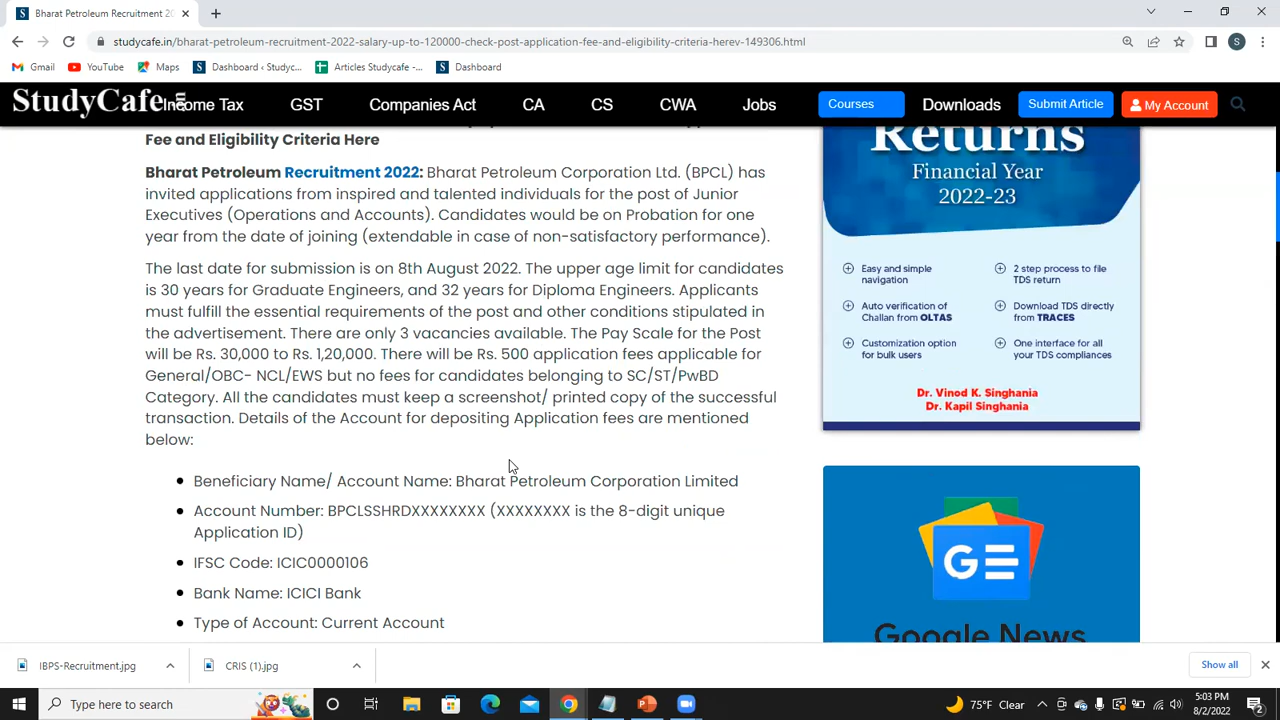 Bharat Petroleum Recruitment 20
studycafe.in/bharat-petroleum-recruitment-2022-salary-up-to-120000-check-post-application-fee-and-eligibility-criteria-herev-149306.html
S
Gmail
YouTube
Maps
Dashboard ‹ Studyc...
Articles Studycafe -...
Dashboard
StudyCafe
Income Tax
GST
Companies Act
CA
CS
CWA
Jobs
Courses
Downloads
Submit Article
My Account
Fee and Eligibility Criteria Here
Bharat Petroleum Recruitment 2022: Bharat Petroleum Corporation Ltd. (BPCL) has
invited applications from inspired and talented individuals for the post of Junior
Executives (Operations and Accounts). Candidates would be on Probation for one
year from the date of joining (extendable in case of non-satisfactory performance).
The last date for submission is on 8th August 2022. The upper age limit for candidates
is 30 years for Graduate Engineers, and 32 years for Diploma Engineers. Applicants
must fulfill the essential requirements of the post and other conditions stipulated in
the advertisement. There are only 3 vacancies available. The Pay Scale for the Post
will be Rs. 30,000 to Rs. 1,20,000. There will be Rs. 500 application fees applicable for
General/OBC- NCL/EWS but no fees for candidates belonging to SC/ST/PwBD
Category. All the candidates must keep a screenshot/ printed copy of the successful
transaction. Details of the Account for depositing Application fees are mentioned
below:
Beneficiary Name/ Account Name: Bharat Petroleum Corporation Limited
Account Number: BPCLSSHRDXXXXXXXX (XXXXXXXX is the 8-digit unique
Application ID)
IFSC Code: ICIC0000106
Bank Name: ICICI Bank
Type of Account: Current Account
Returns
Financial Year
2022-23
Easy and simple
navigation
2 step process to file
TDS return
Auto verification of
Challan from OLTAS
Download TDS directly
from TRACES
Customization option
for bulk users
One interface for all
your TDS compliances
Dr. Vinod K. Singhania
Dr. Kapil Singhania
Google News
IBPS-Recruitment.jpg
CRIS (1).jpg
Show all
Type here to search
75°F Clear
5:03 PM
8/2/2022
2